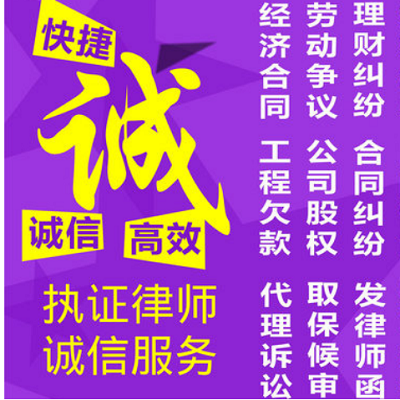 快捷
诚
诚信
高效
执证律师
诚信服务
经济合同
劳动争议
理财纠纷
工程欠款
公司股权
合同纠纷
代理诉讼
取保候审
发律师函